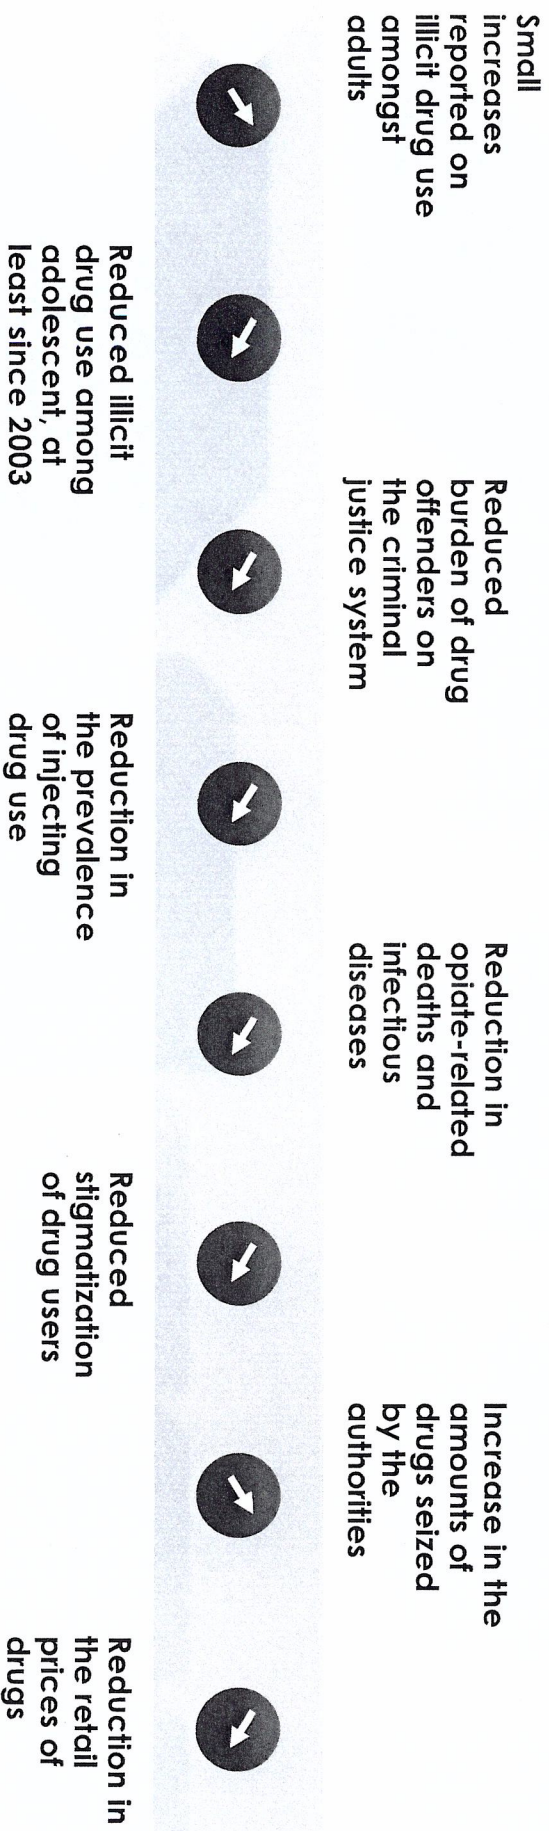 Small
increases
reported on
illicit drug use
amongst
adults
Reduced illicit
drug use among
adolescent, at
least since 2003
Reduced
burden of drug
offenders on
the criminal
justice system
Reduction in
the prevalence
of injecting
drug use
Reduction in
opiate-related
deaths and
infectious
diseases
Reduced
stigmatization
of drug users
Increase in the
amounts of
drugs seized
by the
authorities
Reduction in
the retail
prices of
drugs